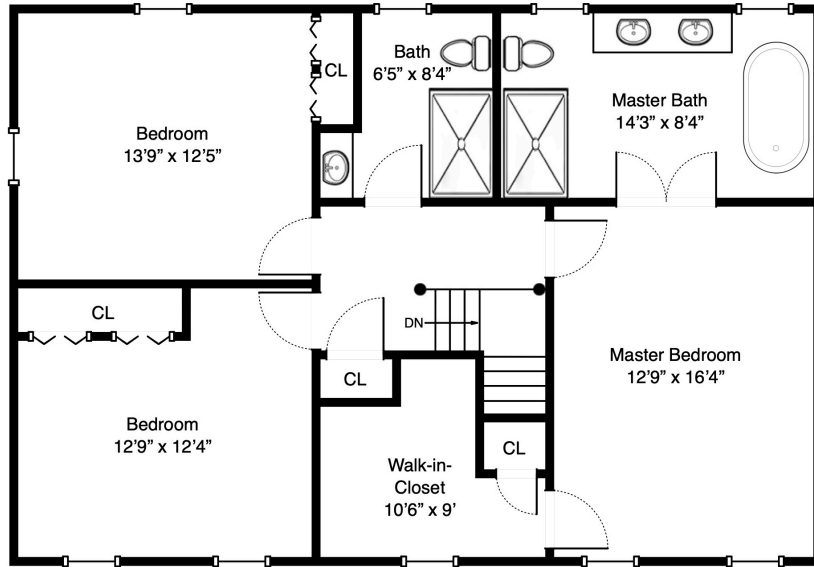 Bedroom
13’9” x 12’5”
CL
Bath
6’5” x 8’4”
Master Bath
14’3” x 8’4”
CL
DN
CL
Master Bedroom
12’9” x 16’4”
Bedroom
12’9” x 12’4”
CL
Walk-in-
Closet
10’6” x 9’